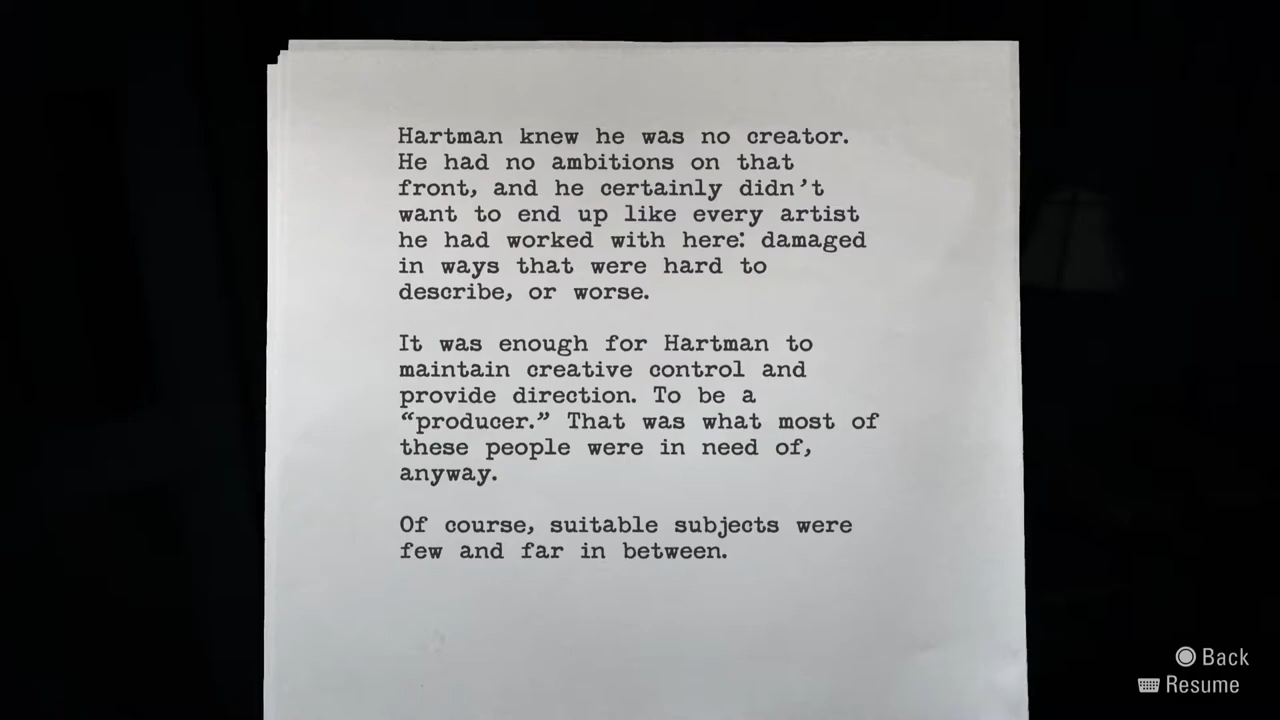 Hartman knew he was no creator.
He had no ambitions on that
front, and he certainly didn't
want to end up like every artist
he had worked with here: damaged
in ways that were hard to
describe, or worse.
It was enough for Hartman to
maintain creative control and
provide direction. To be a
“producer.” That was what most of
these people were in need of,
anyway.
Of course, suitable subjects were
few and far in between.
Back
Resume